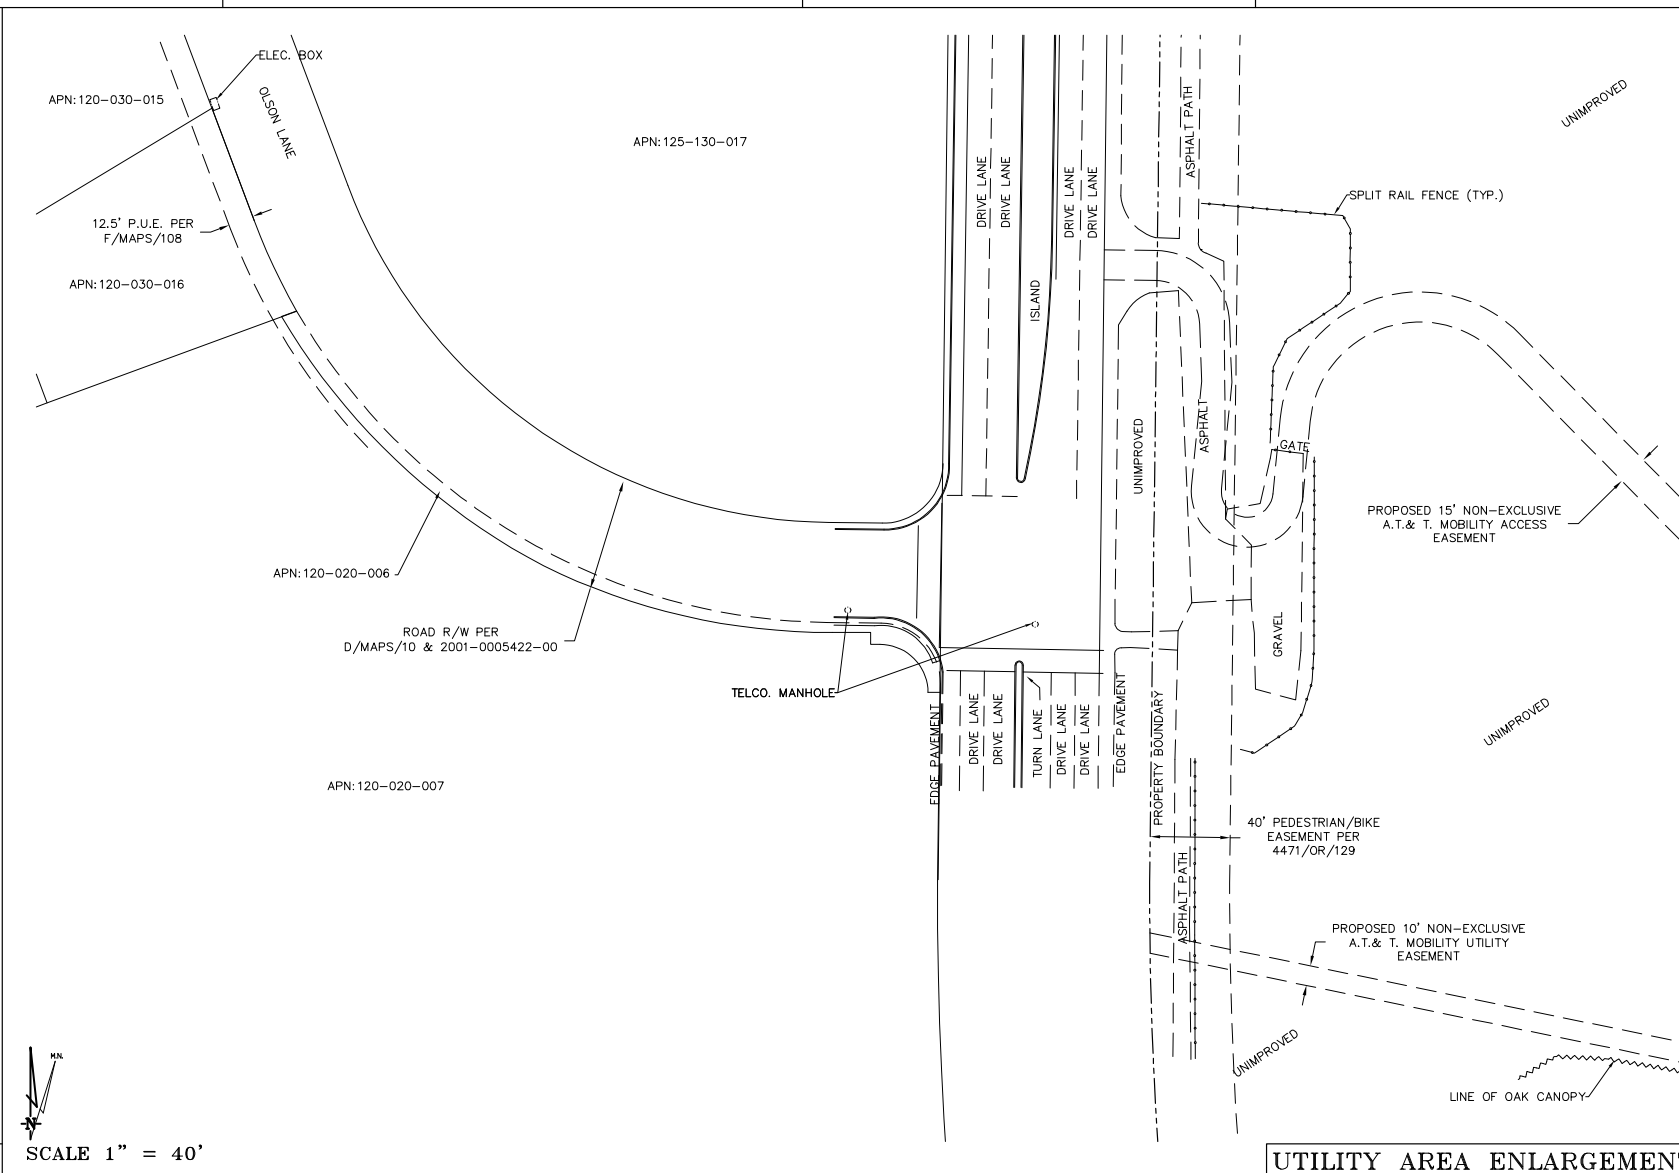 ELEC. BOX
APN:120-030-015
OLSON LANE
APN:125-130-017
12.5' P.U.E. PER
F/MAPS/108
APN:120-030-016
DRIVE LANE
DRIVE LANE
DRIVE LANE
DRIVE LANE
ISLAND
ASPHALT PATH
UNIMPROVED
SPLIT RAIL FENCE (TYP.)
UNIMPROVED
ASPHALT
GATE
PROPOSED 15' NON-EXCLUSIVE
A.T.& T. MOBILITY ACCESS
EASEMENT
APN:120-020-006
ROAD R/W PER
D/MAPS/10 & 2001-0005422-00
TELCO. MANHOLE
GRAVEL
EDGE PAVEMENT
DRIVE LANE
DRIVE LANE
TURN LANE
DRIVE LANE
DRIVE LANE
EDGE PAVEMENT
PROPERTY BOUNDARY
UNIMPROVED
APN:120-020-007
40' PEDESTRIAN/BIKE
EASEMENT PER
4471/OR/129
ASPHALT PATH
PROPOSED 10' NON-EXCLUSIVE
A.T.& T. MOBILITY UTILITY
EASEMENT
UNIMPROVED
LINE OF OAK CANOPY
M.N.
N
SCALE 1" = 40'
UTILITY AREA ENLARGEMEN